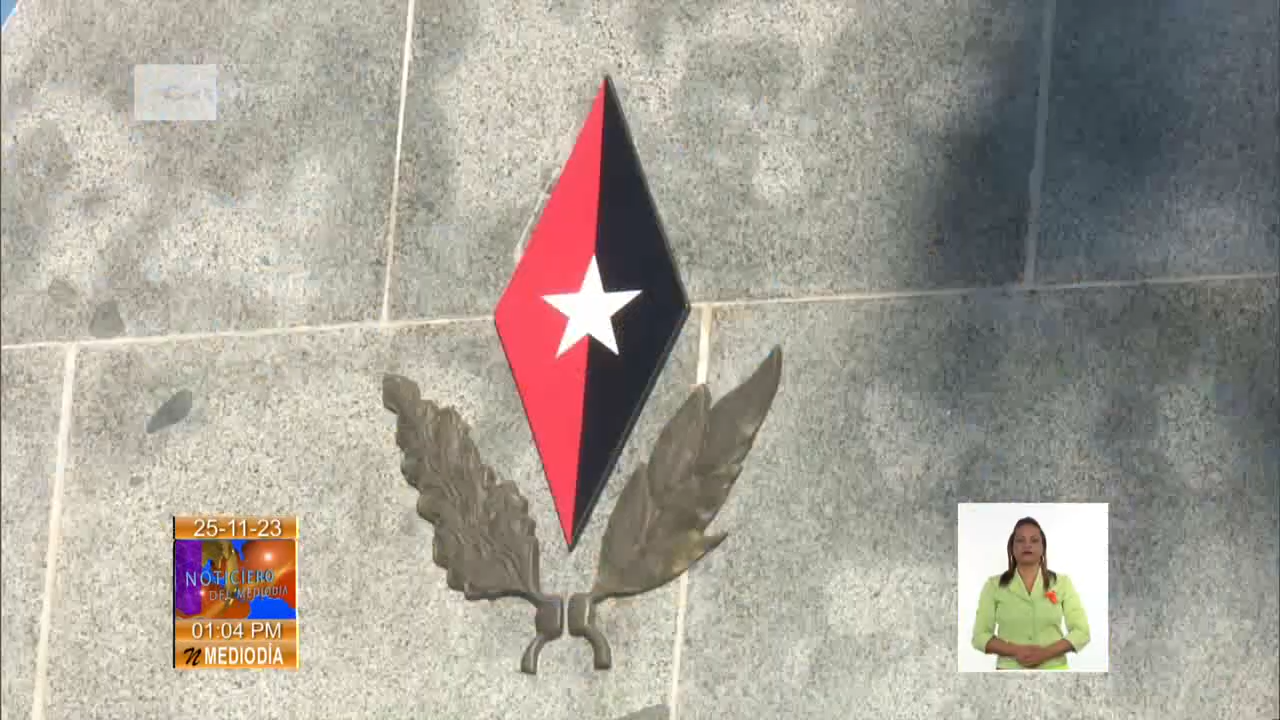 25-11-23
NOTICIERO
DEL MEDIODÍA
01:04 PM
MEDIODÍA